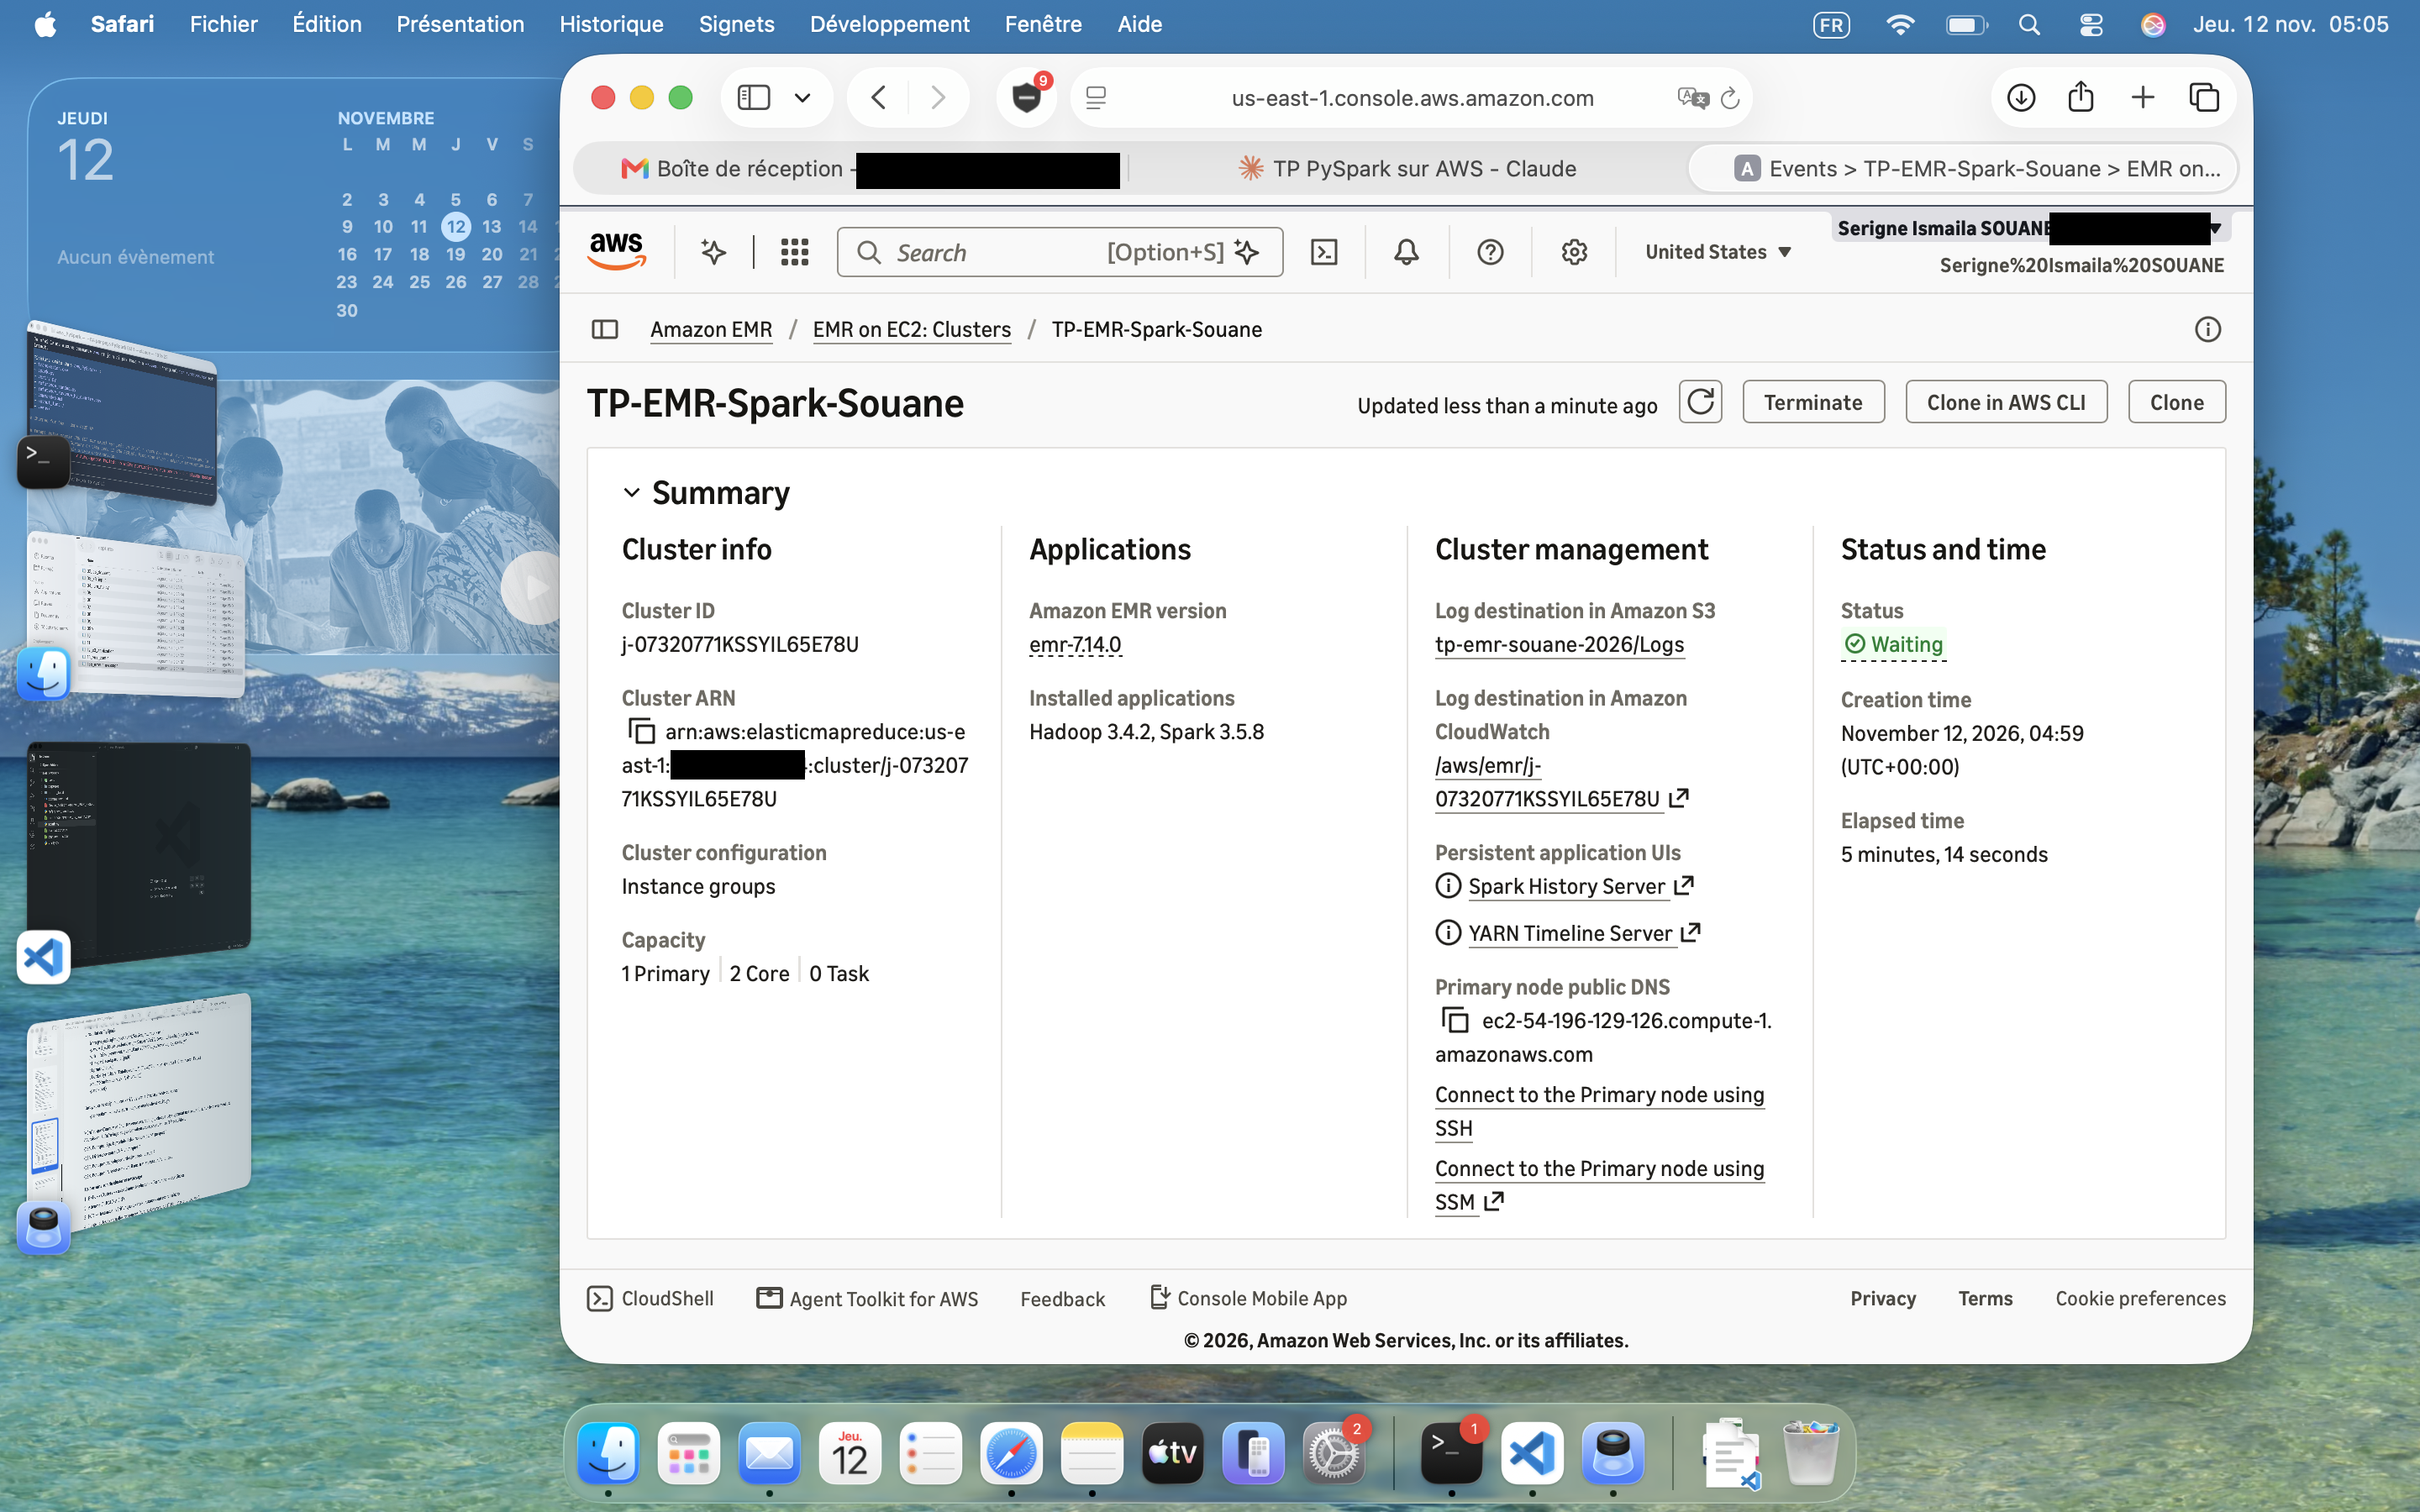 Safari Fichier Édition Présentation Historique Signets Développement Fenêtre Aide FR Jeu. 12 nov. 05:05
JEUDI
12
Aucun évènement
NOVEMBRE
L M M J V S
2 3 4 5 6 7
9 10 11 12 13 14
16 17 18 19 20 21
23 24 25 26 27 28
30
9
us-east-1.console.aws.amazon.com
Boîte de réception -
TP PySpark sur AWS - Claude
A Events > TP-EMR-Spark-Souane > EMR on...
aws
Search [Option+S]
United States
Serigne Ismaila SOUANE
Serigne%20Ismaila%20SOUANE
Amazon EMR / EMR on EC2: Clusters / TP-EMR-Spark-Souane
TP-EMR-Spark-Souane
Updated less than a minute ago
Terminate
Clone in AWS CLI
Clone
Summary
Cluster info
Cluster ID
j-07320771KSSYIL65E78U
Cluster ARN
arn:aws:elasticmapreduce:us-e
ast-1: :cluster/j-073207
71KSSYIL65E78U
Cluster configuration
Instance groups
Capacity
1 Primary 2 Core 0 Task
Applications
Amazon EMR version
emr-7.14.0
Installed applications
Hadoop 3.4.2, Spark 3.5.8
Cluster management
Log destination in Amazon S3
tp-emr-souane-2026/Logs
Log destination in Amazon
CloudWatch
/aws/emr/j-
07320771KSSYIL65E78U
Persistent application UIs
Spark History Server
YARN Timeline Server
Primary node public DNS
ec2-54-196-129-126.compute-1.
amazonaws.com
Connect to the Primary node using
SSH
Connect to the Primary node using
SSM
Status and time
Status
Waiting
Creation time
November 12, 2026, 04:59
(UTC+00:00)
Elapsed time
5 minutes, 14 seconds
CloudShell
Agent Toolkit for AWS
Feedback
Console Mobile App
Privacy
Terms
Cookie preferences
© 2026, Amazon Web Services, Inc. or its affiliates.
Jeu.
12
tv
2
1